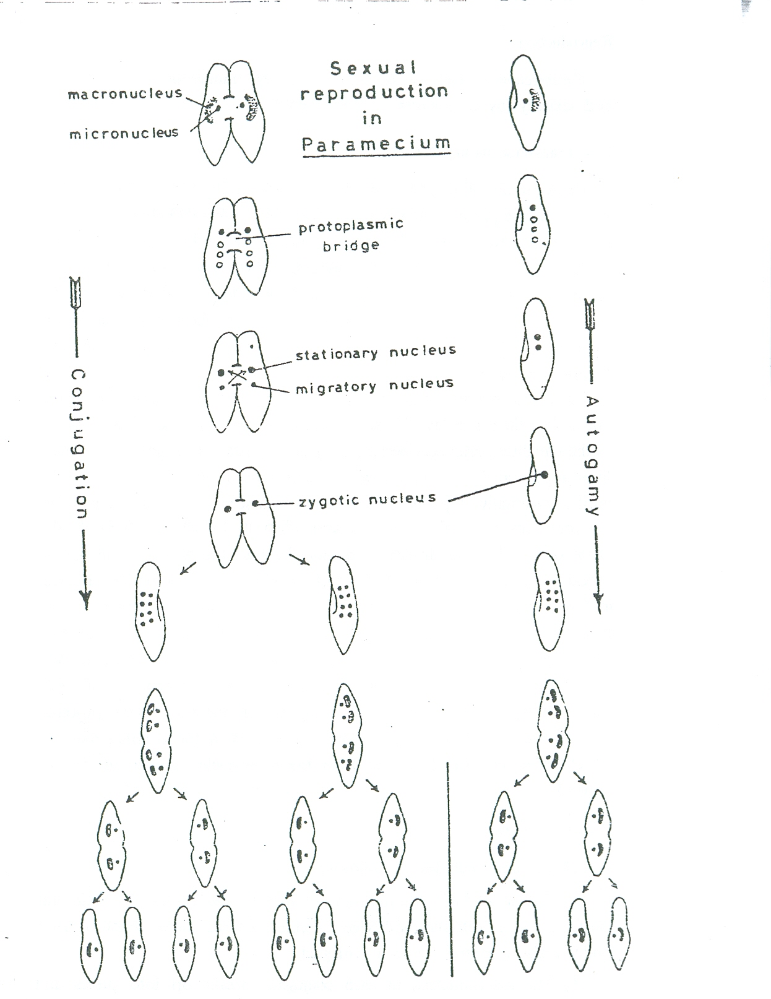 Sexual
reproduction
in
Paramecium
macronucleus
micronucleus
protoplasmic
bridge
stationary nucleus
migratory nucleus
zygotic nucleus
Conjugation
Autogamy